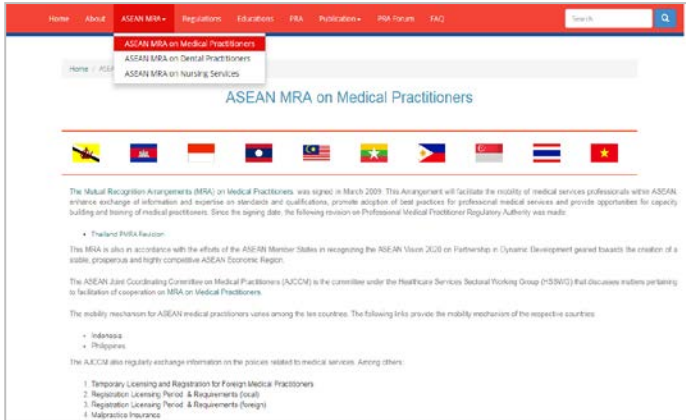 Home About ASEAN MRA Regulations Educations PRA Publication PRA Forum FAQ Search
ASEAN MRA on Medical Practitioners
ASEAN MRA on Dental Practitioners
ASEAN MRA on Nursing Services
Home /
ASEAN MRA on Medical Practitioners
The Mutual Recognition Arrangements (MRA) on Medical Practitioners, was signed in March 2009. This Arrangement will facilitate the mobility of medical services professionals within ASEAN,
enhance exchange of information and expertise on standards and qualifications, promote adoption of best practices for professional medical services and provide opportunities for capacity
building and training of medical practitioners. Since the signing date, the following revision on Professional Medical Practitioner Regulatory Authority was made:
• Thailand PMRA Revision
This MRA is also in accordance with the efforts of the ASEAN Member States in recognizing the ASEAN Vision 2020 on Partnership in Dynamic Development geared towards the creation of a
stable, prosperous and highly competitive ASEAN Economic Region.
The ASEAN Joint Coordinating Committee on Medical Practitioners (AJCCM) is the committee under the Healthcare Services Sectoral Working Group (HSSWG) that discusses matters pertaining
to facilitation of cooperation on MRA on Medical Practitioners.
The mobility mechanism for ASEAN medical practitioners varies among the ten countries. The following links provide the mobility mechanism of the respective countries:
• Indonesia
• Philippines
The AJCCM also regularly exchange information on the policies related to medical services. Among others:
1. Temporary Licensing and Registration for Foreign Medical Practitioners
2. Registration Licensing Period & Requirements (local)
3. Registration Licensing Period & Requirements (foreign)
4. Malpractice Insurance